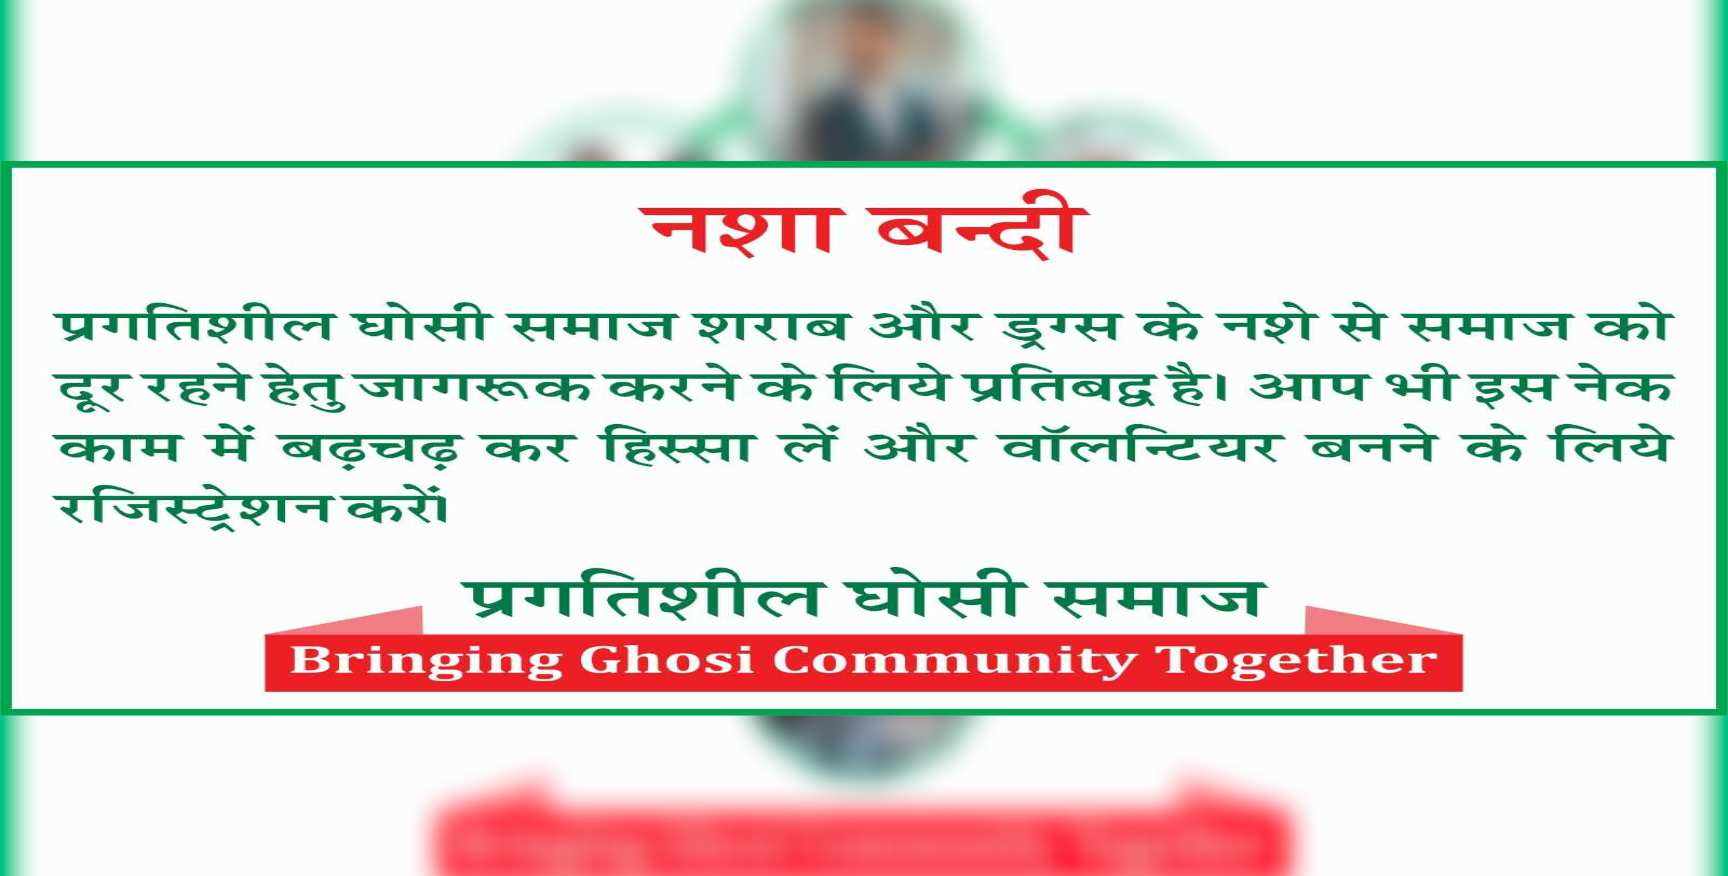 नशा बन्दी
प्रगतिशील घोसी समाज शराब और ड्रग्स के नशे से समाज को
दूर रहने हेतु जागरूक करने के लिये प्रतिबद्ध है। आप भी इस नेक
काम में बढ़चढ़ कर हिस्सा लें और वॉलन्टियर बनने के लिये
रजिस्ट्रेशन करें।
प्रगतिशील घोसी समाज
Bringing Ghosi Community Together